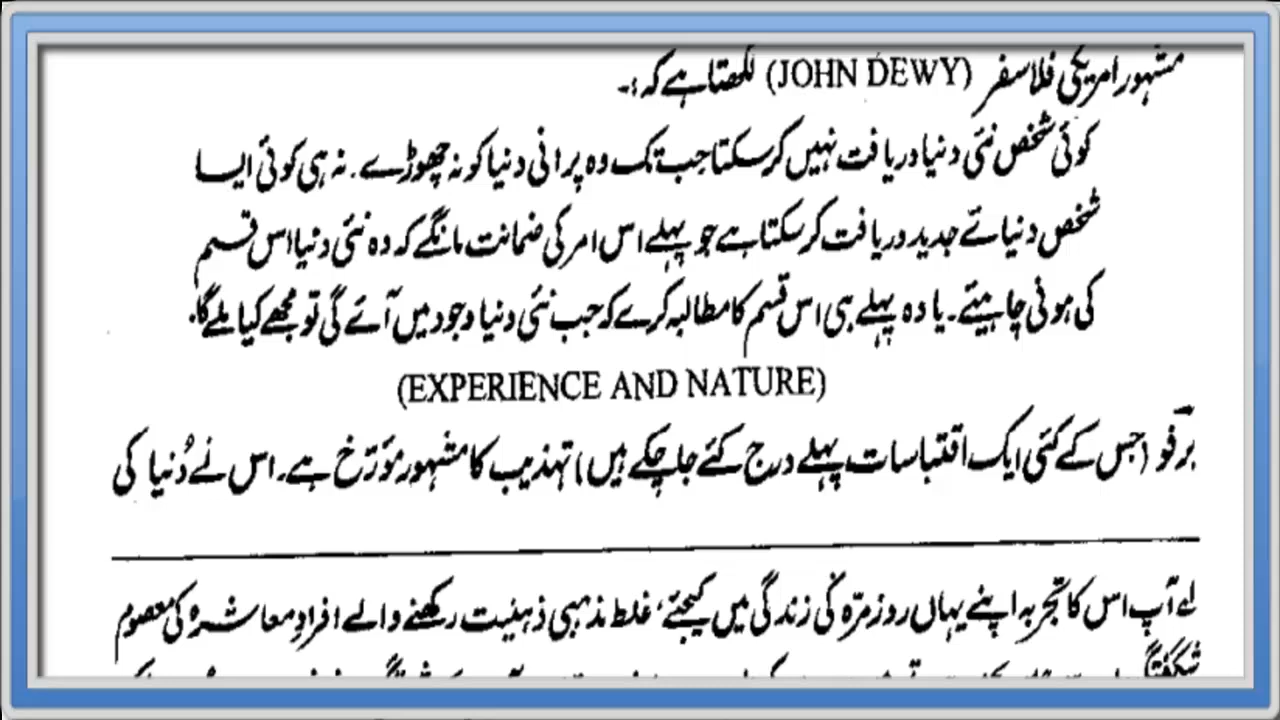 مشہور امریکی فلاسفر (JOHN DEWY) لکھتا ہے کہ :۔
کوئی شخص نئی دنیا دریافت نہیں کر سکتا جب تک وہ پرانی دنیا کو نہ چھوڑے ۔ نہ ہی کوئی ایسا
شخص دنیائے جدید دریافت کر سکتا ہے جو پہلے اس امر کی ضمانت مانگے کہ وہ نئی دنیا اس قسم
کی ہونی چاہیئے ۔ یا وہ پہلے ہی اس قسم کا مطالبہ کرے کہ جب نئی دنیا وجود میں آئے گی تو مجھے کیا ملے گا۔
(EXPERIENCE AND NATURE)
برِفو (جس کے کئی ایک اقتباسات پہلے درج کئے جا چکے ہیں) تہذیب کا مشہور مؤرّخ ہے۔ اس نے دُنیا کی
لے آپ اس کا تجربہ اپنے یہاں روزمرّہ کی زندگی میں کیجئے، غلط مذہبی ذہنیت رکھنے والے افرادِ معاشرہ کی معصوم